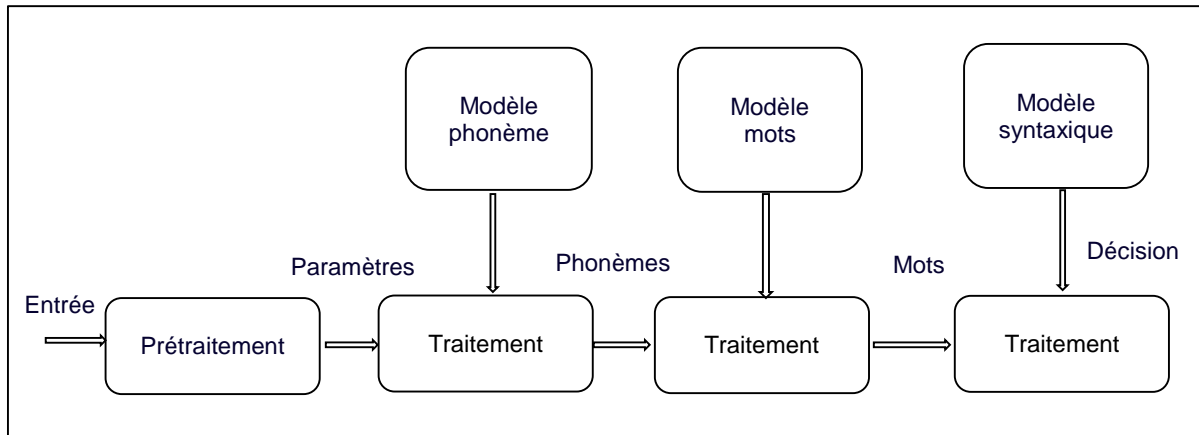 Modèle
phonème
Modèle
mots
Modèle
syntaxique
Entrée
Paramètres
Phonèmes
Mots
Décision
Prétraitement
Traitement
Traitement
Traitement